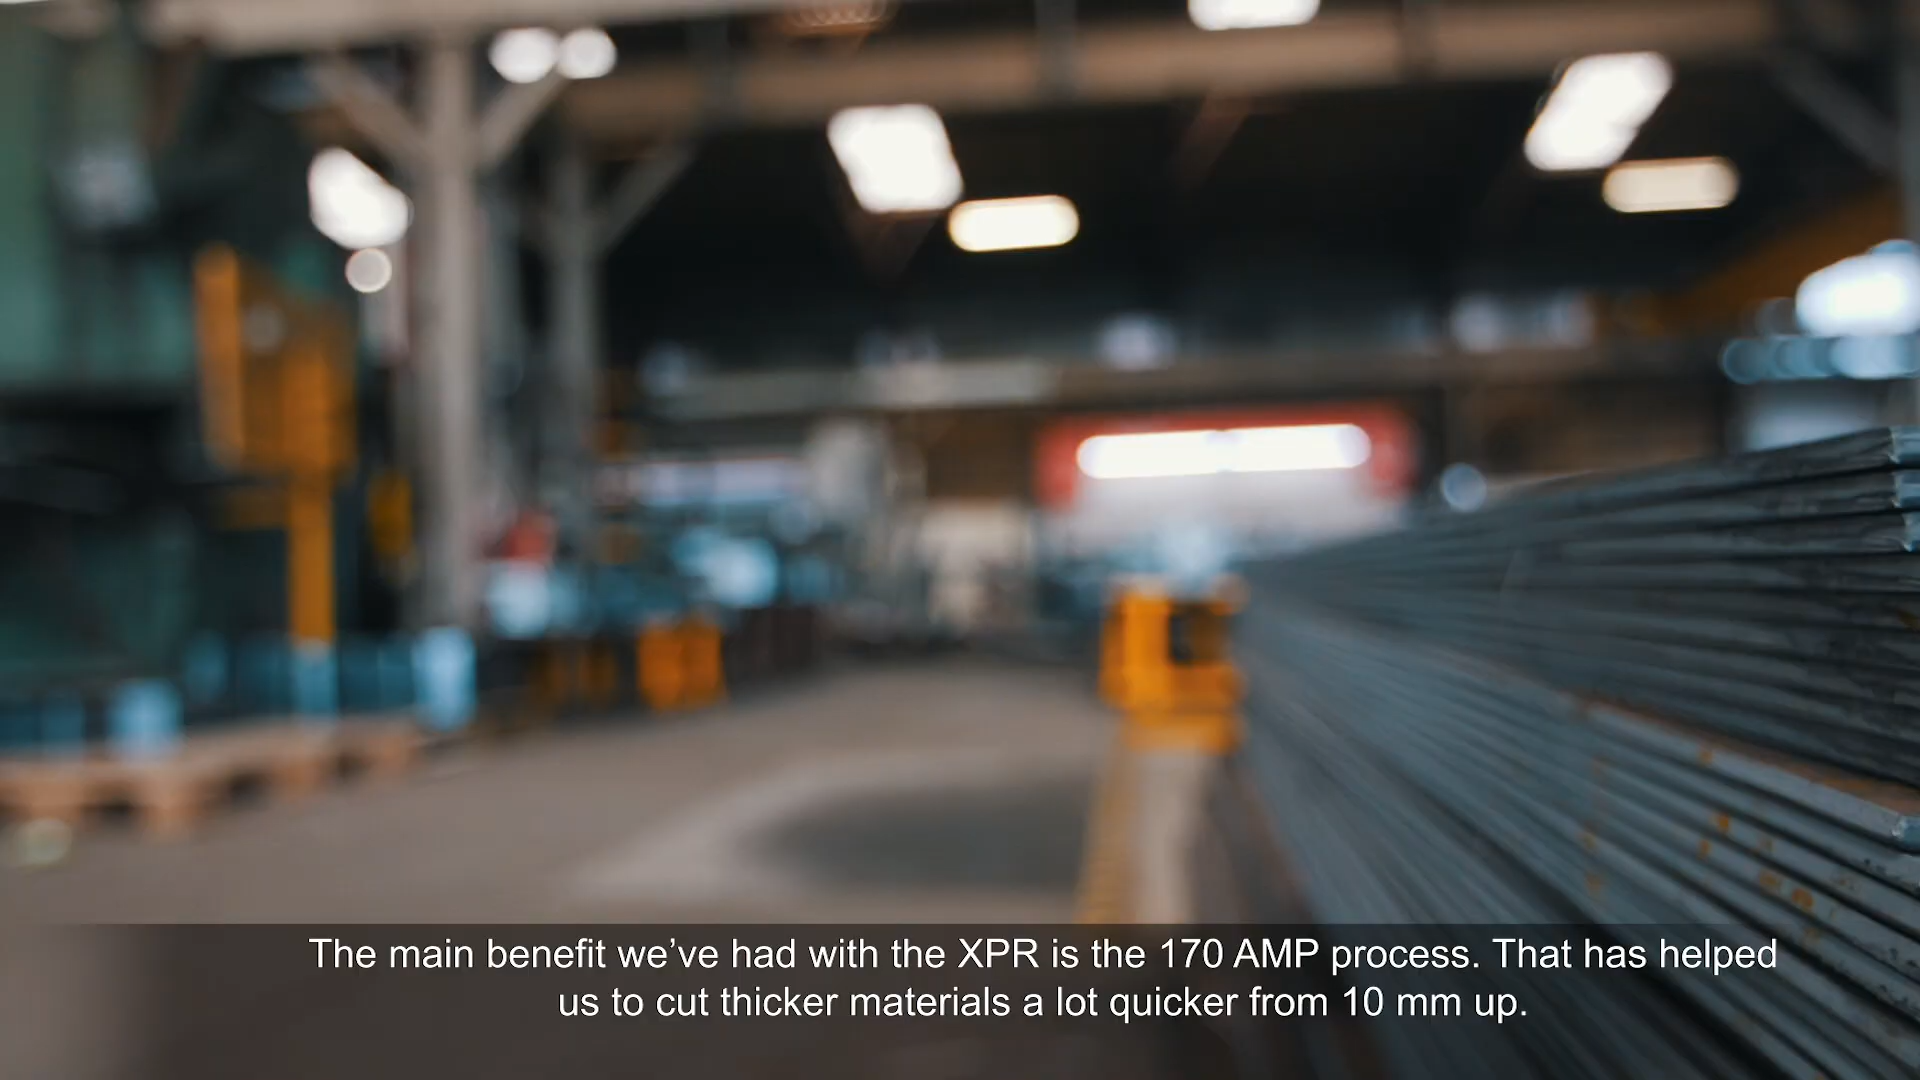 The main benefit we’ve had with the XPR is the 170 AMP process. That has helped
us to cut thicker materials a lot quicker from 10 mm up.